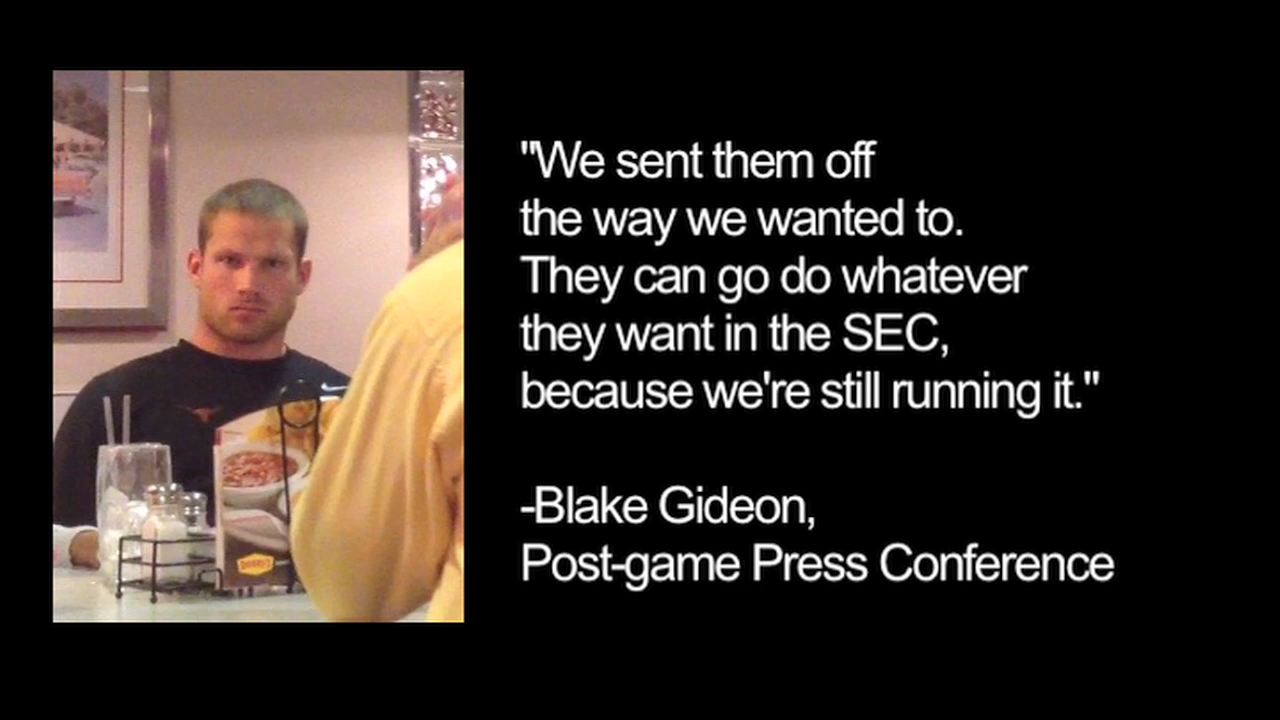 "We sent them off
the way we wanted to.
They can go do whatever
they want in the SEC,
because we're still running it."
-Blake Gideon,
Post-game Press Conference
Denny's